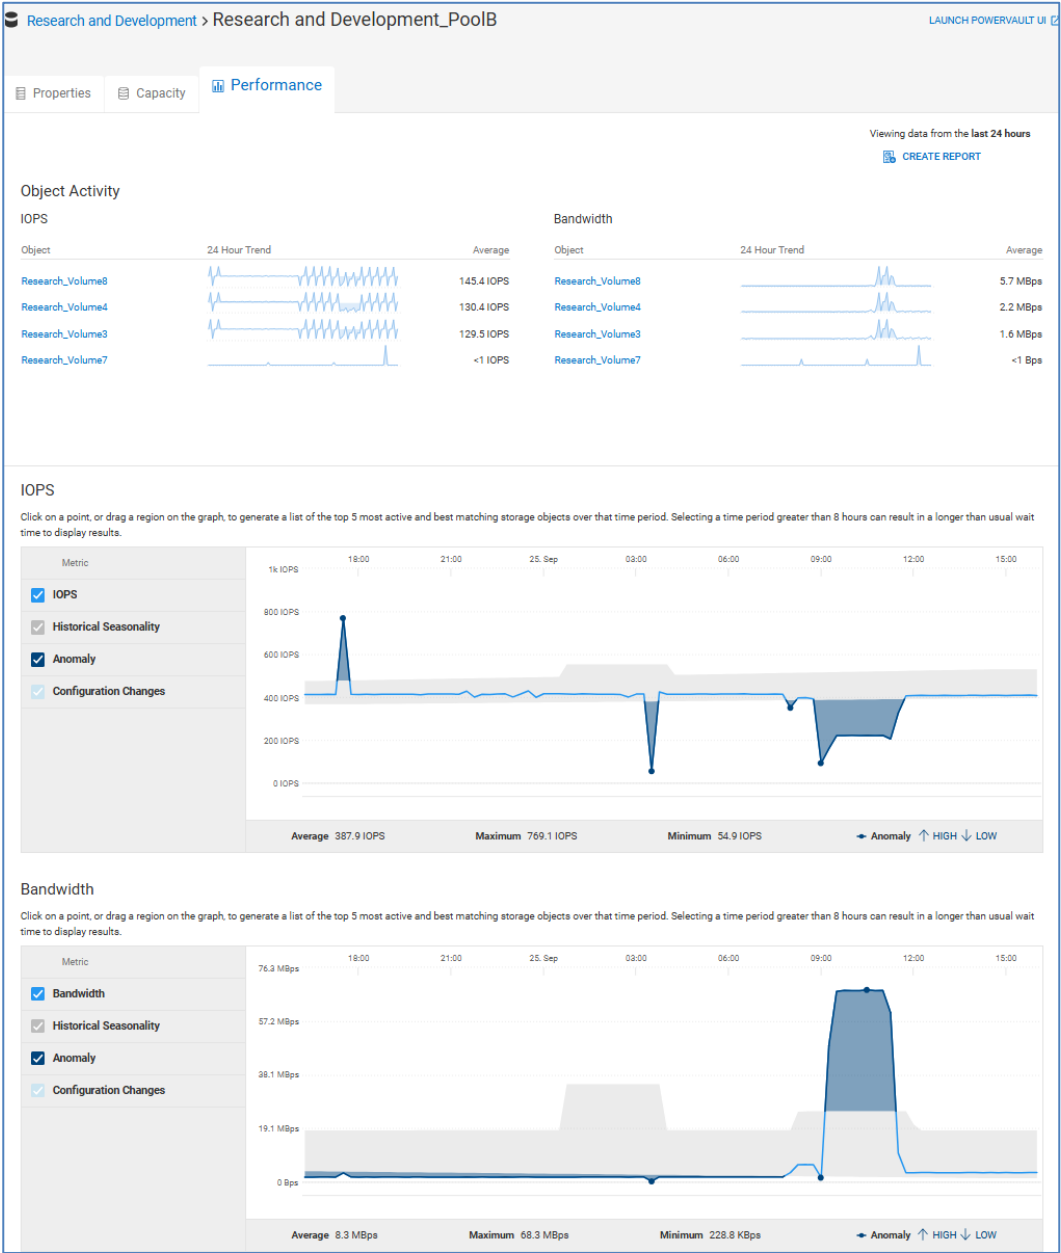 Research and Development > Research and Development_PoolB
LAUNCH POWERVAULT UI
Properties
Capacity
Performance
Viewing data from the last 24 hours
CREATE REPORT
Object Activity
IOPS
Object 24 Hour Trend Average
Research_Volume8 145.4 IOPS
Research_Volume4 130.4 IOPS
Research_Volume3 129.5 IOPS
Research_Volume7 <1 IOPS
Bandwidth
Object 24 Hour Trend Average
Research_Volume8 5.7 MBps
Research_Volume4 2.2 MBps
Research_Volume3 1.6 MBps
Research_Volume7 <1 Bps
IOPS
Click on a point, or drag a region on the graph, to generate a list of the top 5 most active and best matching storage objects over that time period. Selecting a time period greater than 8 hours can result in a longer than usual wait
time to display results.
Metric
IOPS
Historical Seasonality
Anomaly
Configuration Changes
18:00 21:00 25. Sep 03:00 06:00 09:00 12:00 15:00
1k IOPS
800 IOPS
600 IOPS
400 IOPS
200 IOPS
0 IOPS
Average 387.9 IOPS Maximum 769.1 IOPS Minimum 54.9 IOPS Anomaly ↑ HIGH ↓ LOW
Bandwidth
Click on a point, or drag a region on the graph, to generate a list of the top 5 most active and best matching storage objects over that time period. Selecting a time period greater than 8 hours can result in a longer than usual wait
time to display results.
Metric
Bandwidth
Historical Seasonality
Anomaly
Configuration Changes
18:00 21:00 25. Sep 03:00 06:00 09:00 12:00 15:00
76.3 MBps
57.2 MBps
38.1 MBps
19.1 MBps
0 Bps
Average 8.3 MBps Maximum 68.3 MBps Minimum 228.8 KBps Anomaly ↑ HIGH ↓ LOW